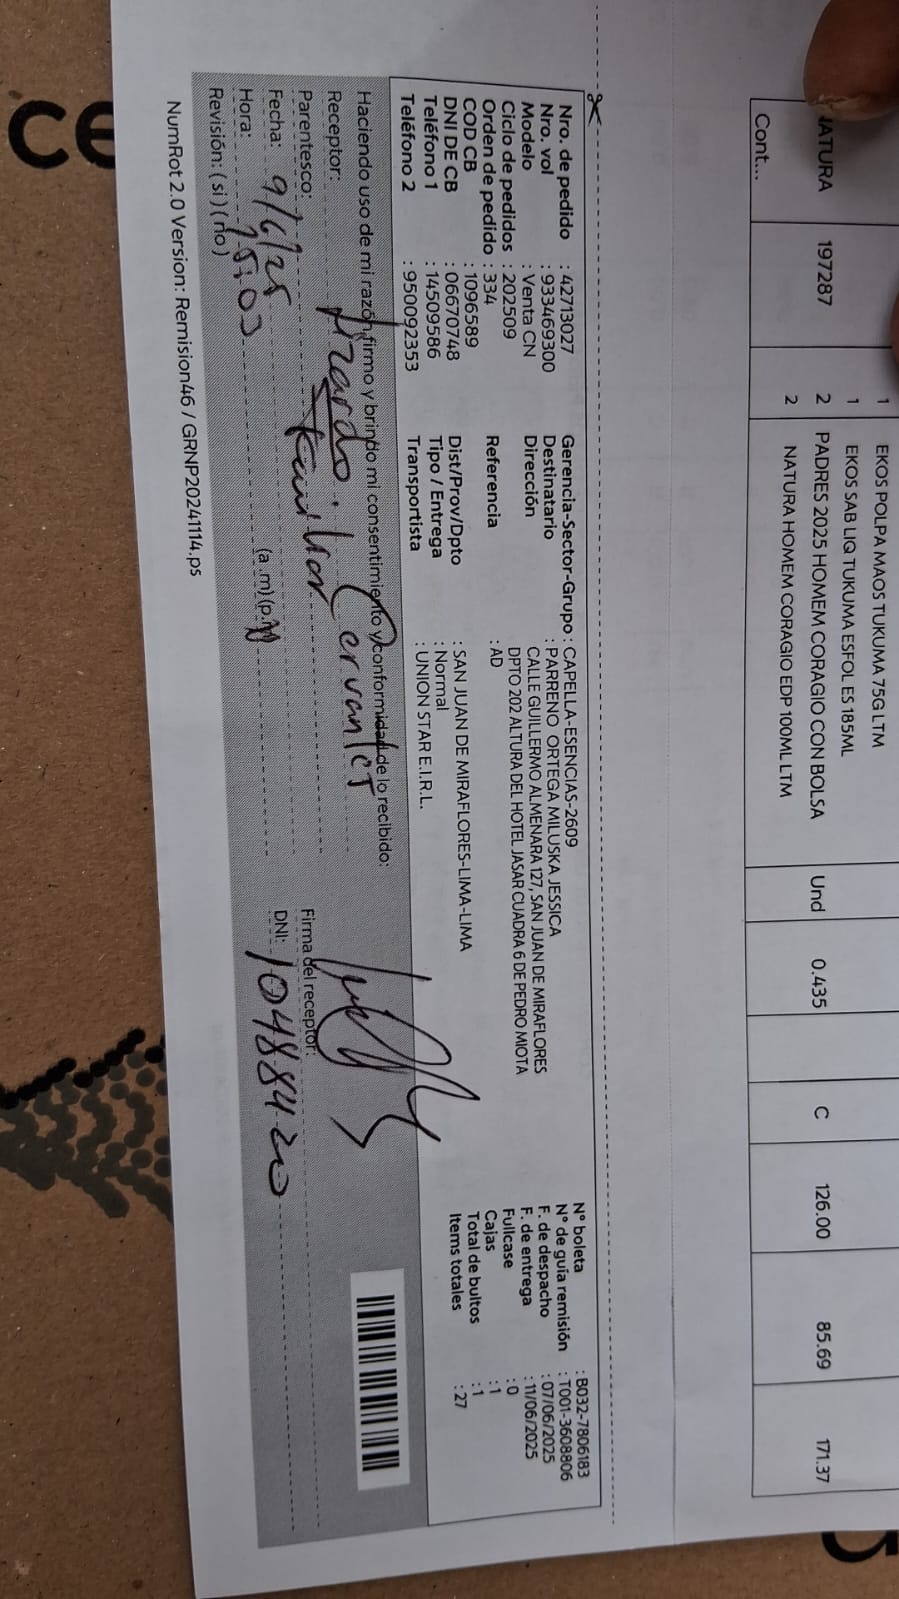 1 EKOS POLPA MAOS TUKUMA 75G LTM
1 EKOS SAB LIQ TUKUMA ESFOL ES 185ML
NATURA 197287 2 PADRES 2025 HOMEM CORAGIO CON BOLSA Und 0.435 C 126.00 85.69 171.37
2 NATURA HOMEM CORAGIO EDP 100ML LTM
Cont...
Nro. de pedido : 42713027
Nro. vol : 933469300
Modelo : Venta CN
Ciclo de pedidos : 202509
Orden de pedido : 334
COD CB : 1096589
DNI DE CB : 06670748
Teléfono 1 : 14509586
Teléfono 2 : 950092353
Gerencia-Sector-Grupo : CAPELLA-ESENCIAS-2609
Destinatario : PARRENO ORTEGA MILUSKA JESSICA
Dirección CALLE GUILLERMO ALMENARA 127, SAN JUAN DE MIRAFLORES
DPTO 202 ALTURA DEL HOTEL JASAR CUADRA 6 DE PEDRO MIOTA
Referencia : AD
Dist/Prov/Dpto : SAN JUAN DE MIRAFLORES-LIMA-LIMA
Tipo / Entrega : Normal
Transportista : UNION STAR E.I.R.L.
N° boleta : B032-7806183
N° de guía remisión : T001-3608806
F. de despacho : 07/06/2025
F. de entrega : 11/06/2025
Fullcase : 0
Cajas : 1
Total de bultos : 1
Items totales : 27
Haciendo uso de mi razón firmo y brindo mi consentimiento y conformidad de lo recibido:
Receptor: Cervantes
Parentesco: Familiar
Firma del receptor:
Fecha: 9/6/25
DNI: 10488420
Hora: 15:03 (a .m) (p.m)
Revisión: ( si ) ( no )
NumRot 2.0 Version: Remision46 / GRNP20241114.ps